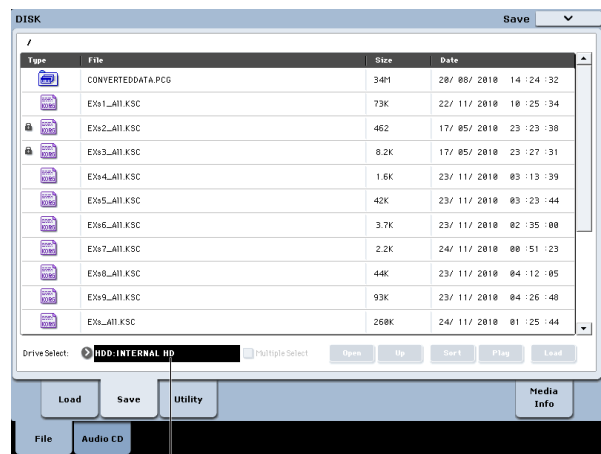 DISK Save
/
Type File Size Date
CONVERTEDDATA.PCG 34M 20/ 08/ 2010 14 :24 :32
EXs1_All.KSC 73K 22/ 11/ 2010 10 :25 :34
EXs2_All.KSC 462 17/ 05/ 2010 23 :23 :38
EXs3_All.KSC 8.2K 17/ 05/ 2010 23 :27 :31
EXs4_All.KSC 1.6K 23/ 11/ 2010 03 :13 :39
EXs5_All.KSC 42K 23/ 11/ 2010 03 :23 :44
EXs6_All.KSC 3.7K 23/ 11/ 2010 02 :35 :00
EXs7_All.KSC 2.2K 24/ 11/ 2010 00 :51 :23
EXs8_All.KSC 44K 23/ 11/ 2010 04 :12 :05
EXs9_All.KSC 93K 23/ 11/ 2010 04 :26 :48
EXs_All.KSC 260K 24/ 11/ 2010 01 :25 :44
Drive Select: HDD:INTERNAL HD Multiple Select Open Up Sort Play Load
Load Save Utility Media Info
File Audio CD